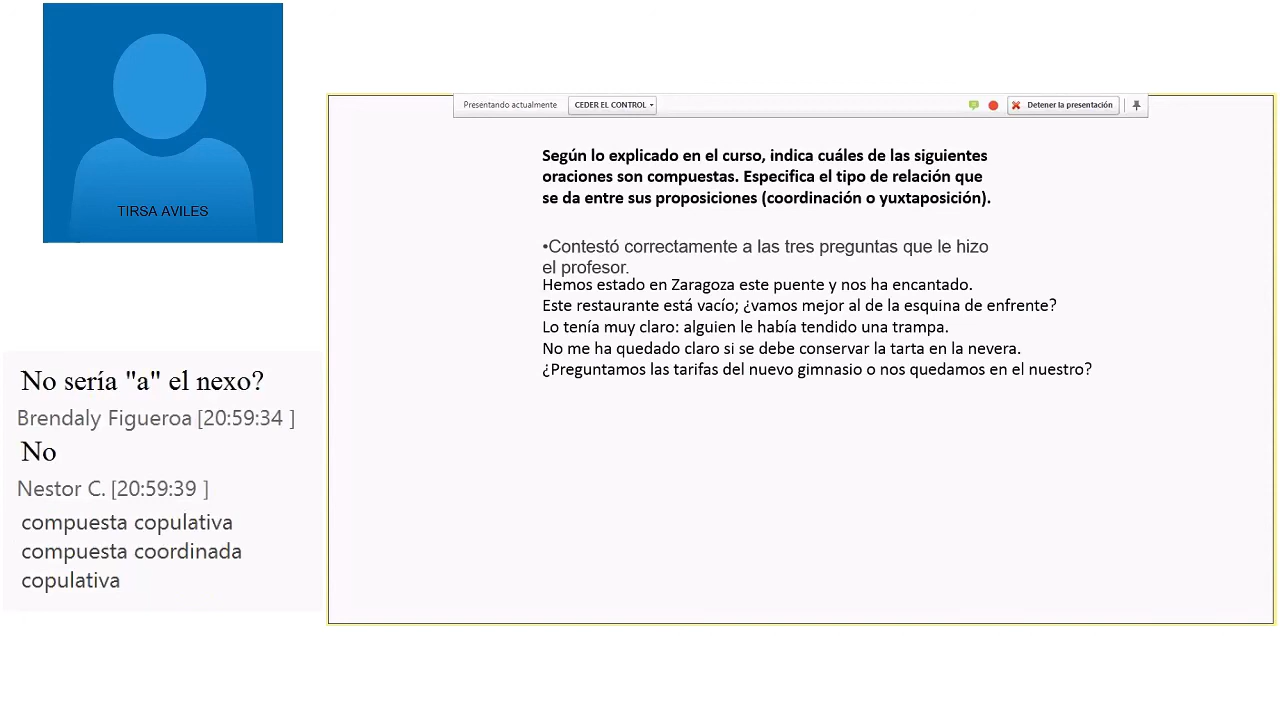 TIRSA AVILES
No sería "a" el nexo?
Brendaly Figueroa [20:59:34 ]
No
Nestor C. [20:59:39 ]
compuesta copulativa
compuesta coordinada
copulativa
Presentando actualmente
CEDER EL CONTROL
Detener la presentación
Según lo explicado en el curso, indica cuáles de las siguientes
oraciones son compuestas. Especifica el tipo de relación que
se da entre sus proposiciones (coordinación o yuxtaposición).
•Contestó correctamente a las tres preguntas que le hizo
el profesor.
Hemos estado en Zaragoza este puente y nos ha encantado.
Este restaurante está vacío; ¿vamos mejor al de la esquina de enfrente?
Lo tenía muy claro: alguien le había tendido una trampa.
No me ha quedado claro si se debe conservar la tarta en la nevera.
¿Preguntamos las tarifas del nuevo gimnasio o nos quedamos en el nuestro?